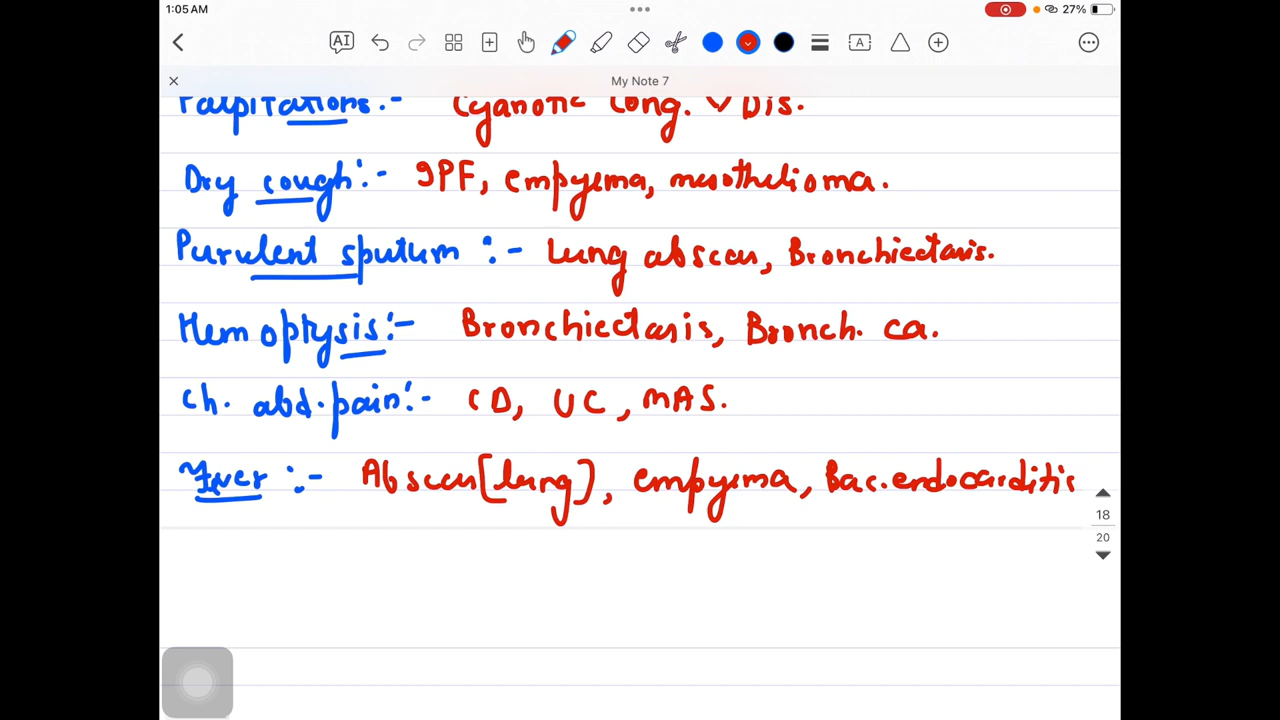 1:05 AM
27%
AI
A
My Note 7
Palpitations:- Cyanotic Cong. ♡ Dis.
Dry cough:- IPF, empyema, mesothelioma.
Purulent sputum :- Lung abscess, Bronchiectasis.
Hemoptysis:- Bronchiectasis, Bronch. ca.
Ch. abd. pain:- CD, UC, MAS.
Fever :- Abscess [lung], empyema, Bac. endocarditis
18
20